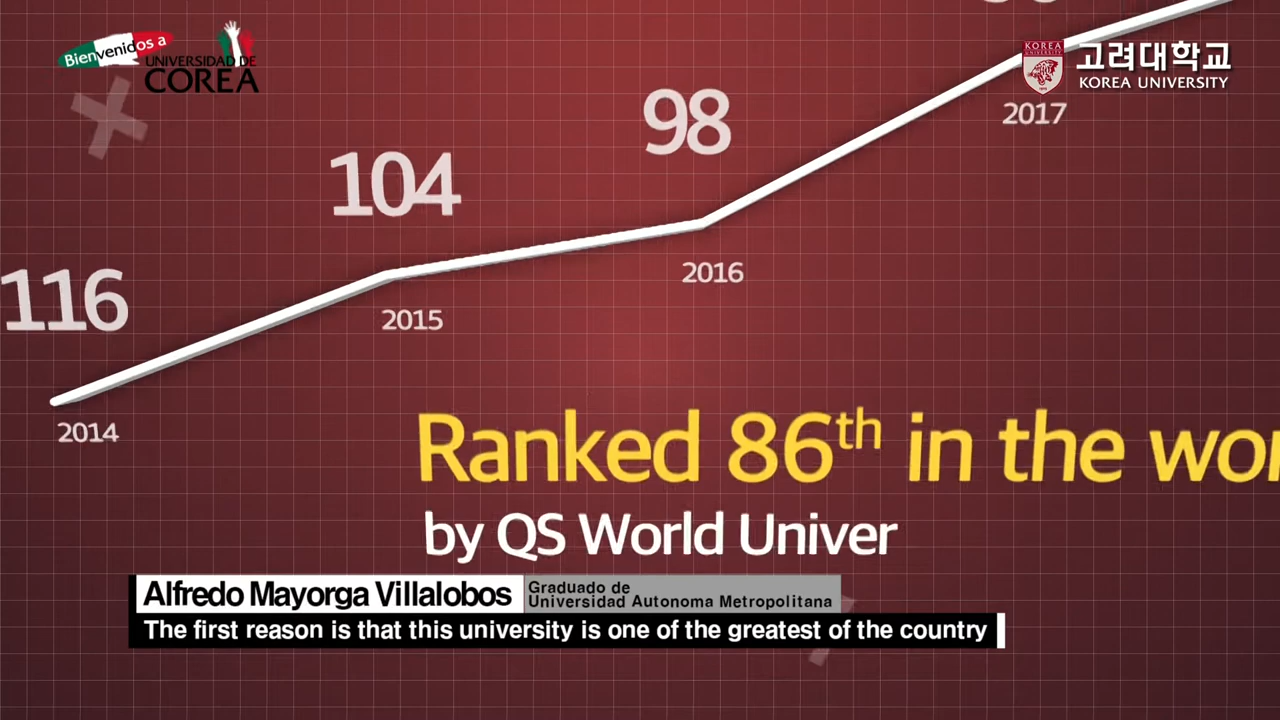 Bienvenidos a
UNIVERSIDAD DE
COREA
KOREA
UNIVERSITY
고려대학교
KOREA UNIVERSITY
2017
98
104
2016
116
2015
2014
Ranked 86th in the wor
by QS World Univer
Alfredo Mayorga Villalobos
Graduado de
Universidad Autonoma Metropolitana
The first reason is that this university is one of the greatest of the country